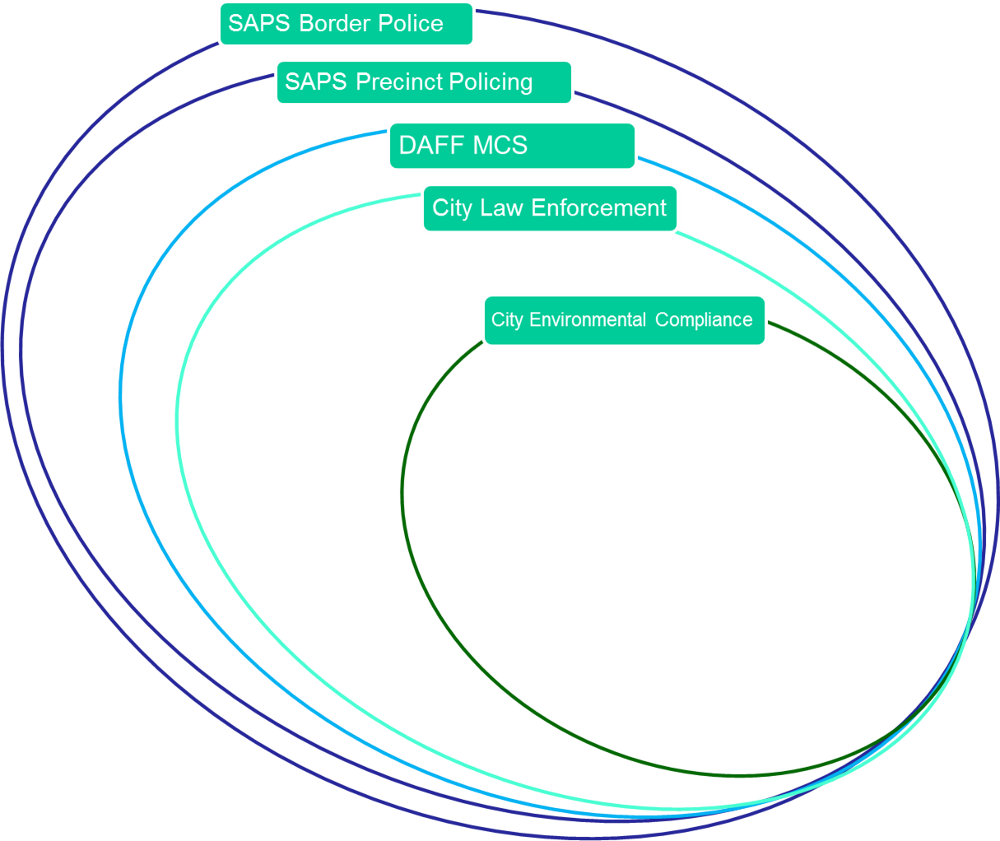 SAPS Border Police
SAPS Precinct Policing
DAFF MCS
City Law Enforcement
City Environmental Compliance